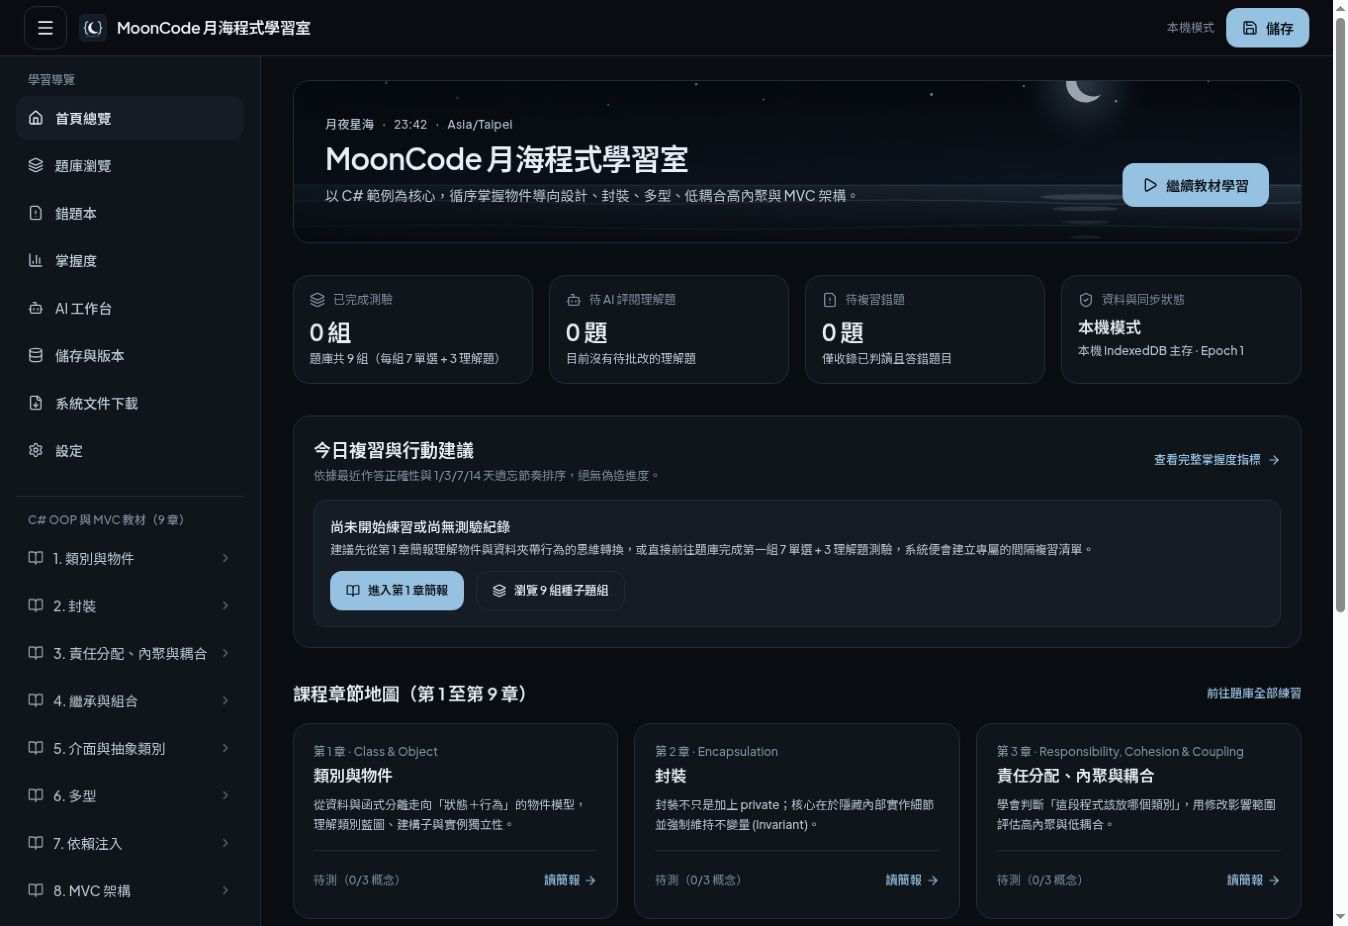 MoonCode 月海程式學習室
本機模式
儲存
學習導覽
首頁總覽
題庫瀏覽
錯題本
掌握度
AI 工作台
儲存與版本
系統文件下載
設定
C# OOP 與 MVC 教材（9 章）
1. 類別與物件
2. 封裝
3. 責任分配、內聚與耦合
4. 繼承與組合
5. 介面與抽象類別
6. 多型
7. 依賴注入
8. MVC 架構
月夜星海 · 23:42 · Asia/Taipei
MoonCode 月海程式學習室
以 C# 範例為核心，循序掌握物件導向設計、封裝、多型、低耦合高內聚與 MVC 架構。
繼續教材學習
已完成測驗
0 組
題庫共 9 組（每組 7 單選 + 3 理解題）
待 AI 評閱理解題
0 題
目前沒有待批改的理解題
待複習錯題
0 題
僅收錄已判讀且答錯題目
資料與同步狀態
本機模式
本機 IndexedDB 主存 · Epoch 1
今日複習與行動建議
依據最近作答正確性與 1/3/7/14 天遺忘節奏排序，絕無偽造進度。
查看完整掌握度指標
尚未開始練習或尚無測驗紀錄
建議先從第 1 章簡報理解物件與資料夾帶行為的思維轉換，或直接前往題庫完成第一組 7 單選 + 3 理解題測驗，系統便會建立專屬的間隔複習清單。
進入第 1 章簡報
瀏覽 9 組種子題組
課程章節地圖（第 1 至第 9 章）
前往題庫全部練習
第 1 章 · Class & Object
類別與物件
從資料與函式分離走向「狀態＋行為」的物件模型，
理解類別藍圖、建構子與實例獨立性。
待測（0/3 概念）
讀簡報
第 2 章 · Encapsulation
封裝
封裝不只是加上 private；核心在於隱藏內部實作細節
並強制維持不變量 (Invariant)。
待測（0/3 概念）
讀簡報
第 3 章 · Responsibility, Cohesion & Coupling
責任分配、內聚與耦合
學會判斷「這段程式該放哪個類別」，用修改影響範圍
評估高內聚與低耦合。
待測（0/3 概念）
讀簡報